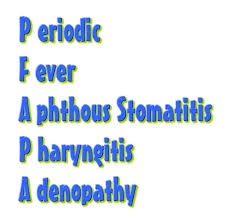 P eriodic
F ever
A phthous Stomatitis
P haryngitis
A denopathy